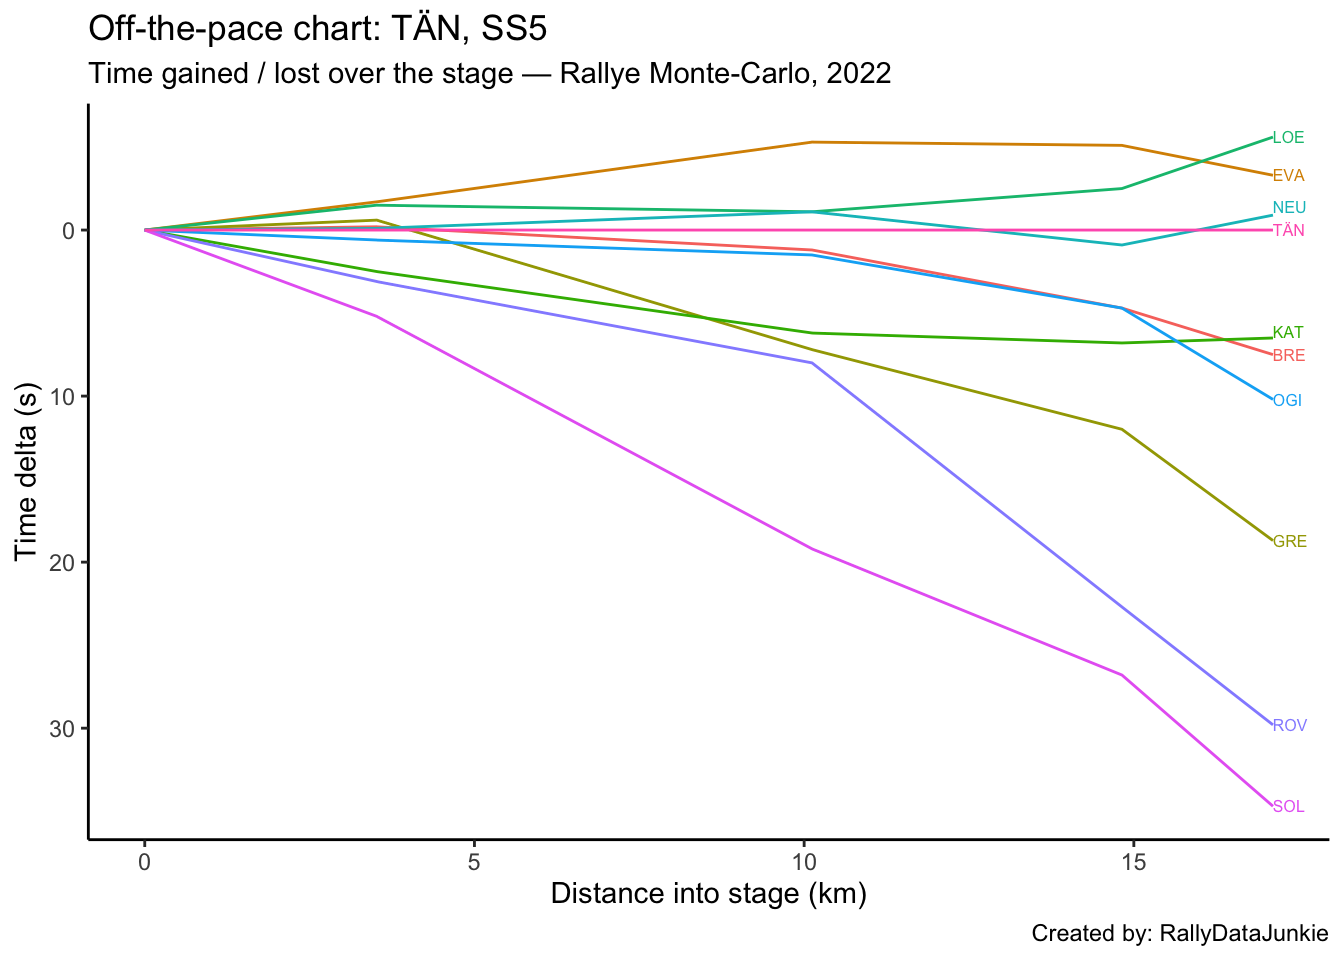 Off-the-pace chart: TÄN, SS5
Time gained / lost over the stage — Rallye Monte-Carlo, 2022
Time delta (s)
0
10
20
30
LOE
EVA
NEU
TÄN
KAT
BRE
OGI
GRE
ROV
SOL
0
5
10
15
Distance into stage (km)
Created by: RallyDataJunkie